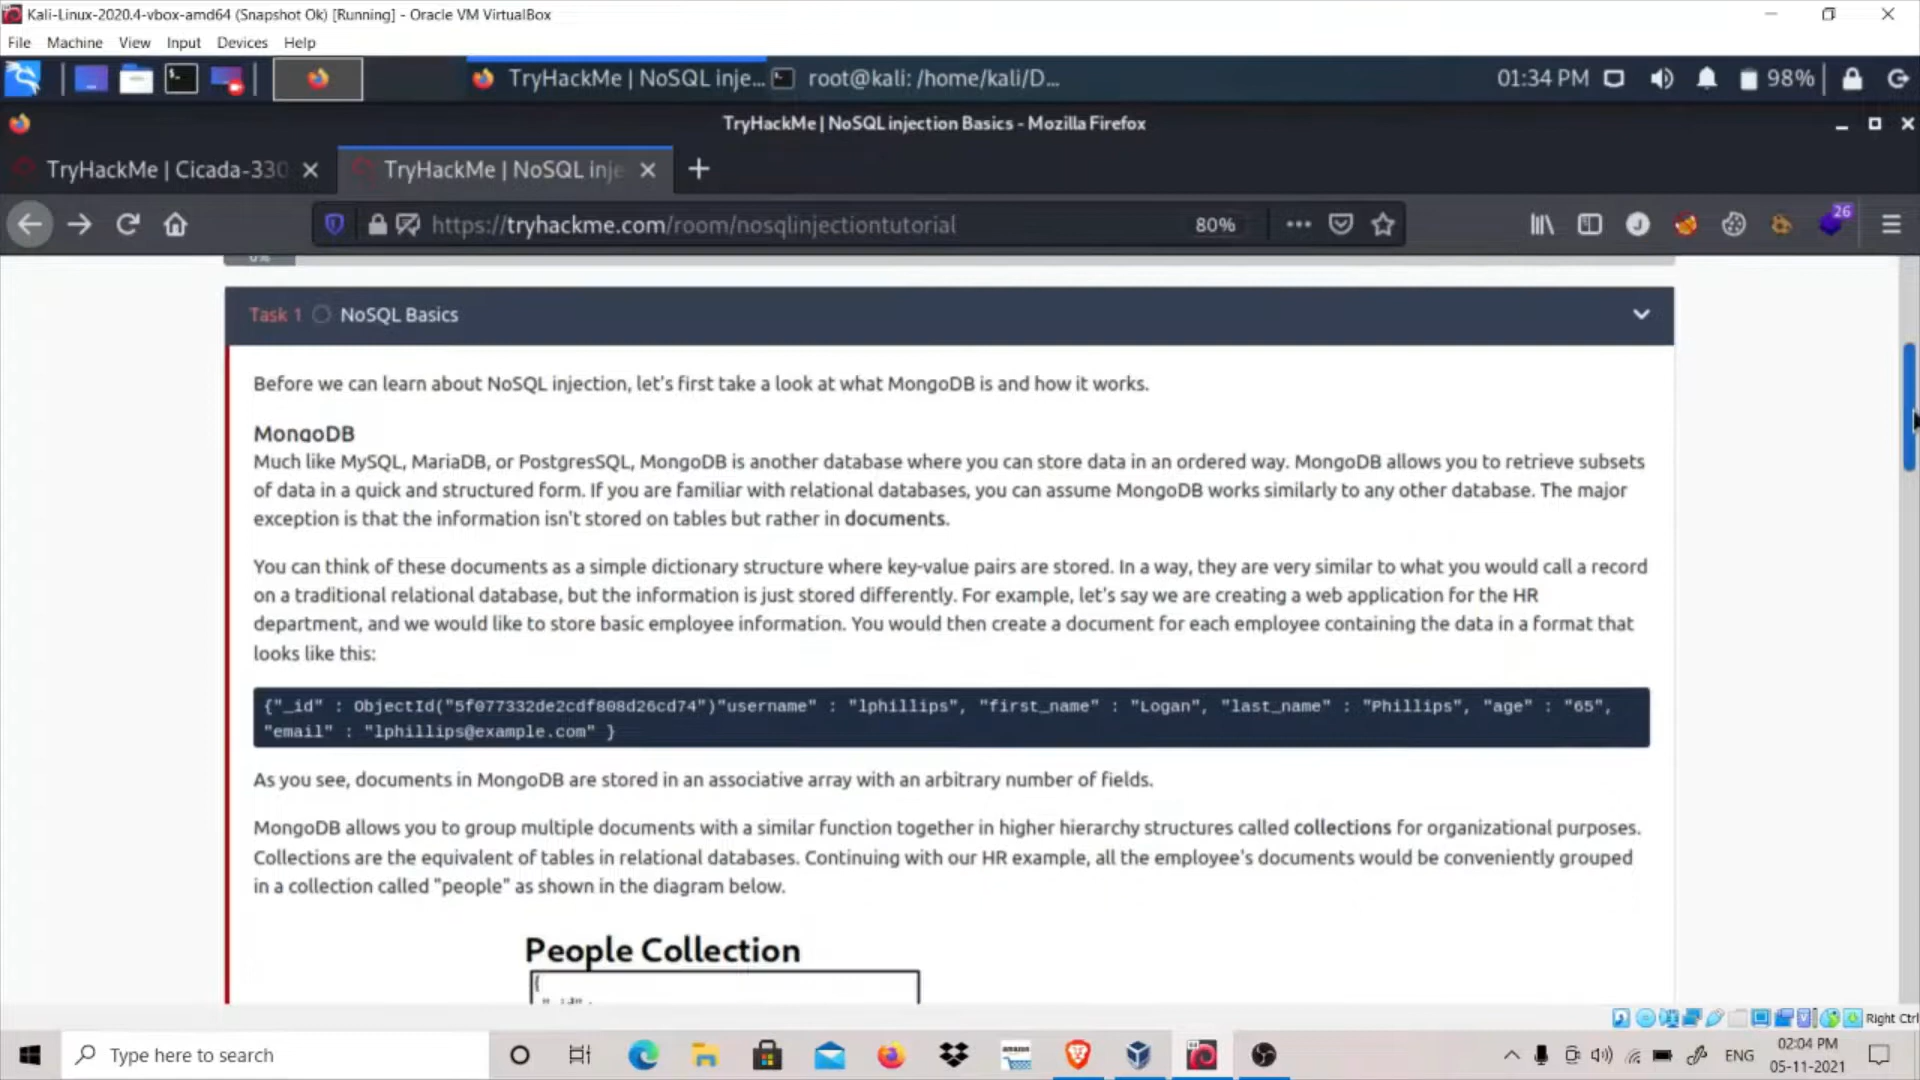 Kali-Linux-2020.4-vbox-amd64 (Snapshot Ok) [Running] - Oracle VM VirtualBox
File Machine View Input Devices Help
TryHackMe | NoSQL inje... root@kali: /home/kali/D... 01:34 PM 98%
TryHackMe | NoSQL injection Basics - Mozilla Firefox
TryHackMe | Cicada-330 TryHackMe | NoSQL inje
https://tryhackme.com/room/nosqlinjectiontutorial 80% 26
0%
Task 1 NoSQL Basics
Before we can learn about NoSQL injection, let's first take a look at what MongoDB is and how it works.
MongoDB
Much like MySQL, MariaDB, or PostgresSQL, MongoDB is another database where you can store data in an ordered way. MongoDB allows you to retrieve subsets
of data in a quick and structured form. If you are familiar with relational databases, you can assume MongoDB works similarly to any other database. The major
exception is that the information isn't stored on tables but rather in documents.
You can think of these documents as a simple dictionary structure where key-value pairs are stored. In a way, they are very similar to what you would call a record
on a traditional relational database, but the information is just stored differently. For example, let's say we are creating a web application for the HR
department, and we would like to store basic employee information. You would then create a document for each employee containing the data in a format that
looks like this:
{"_id" : ObjectId("5f077332de2cdf808d26cd74")"username" : "lphillips", "first_name" : "Logan", "last_name" : "Phillips", "age" : "65",
"email" : "lphillips@example.com" }
As you see, documents in MongoDB are stored in an associative array with an arbitrary number of fields.
MongoDB allows you to group multiple documents with a similar function together in higher hierarchy structures called collections for organizational purposes.
Collections are the equivalent of tables in relational databases. Continuing with our HR example, all the employee's documents would be conveniently grouped
in a collection called "people" as shown in the diagram below.
People Collection
{
Right Ctrl
Type here to search amazon ENG 02:04 PM
05-11-2021